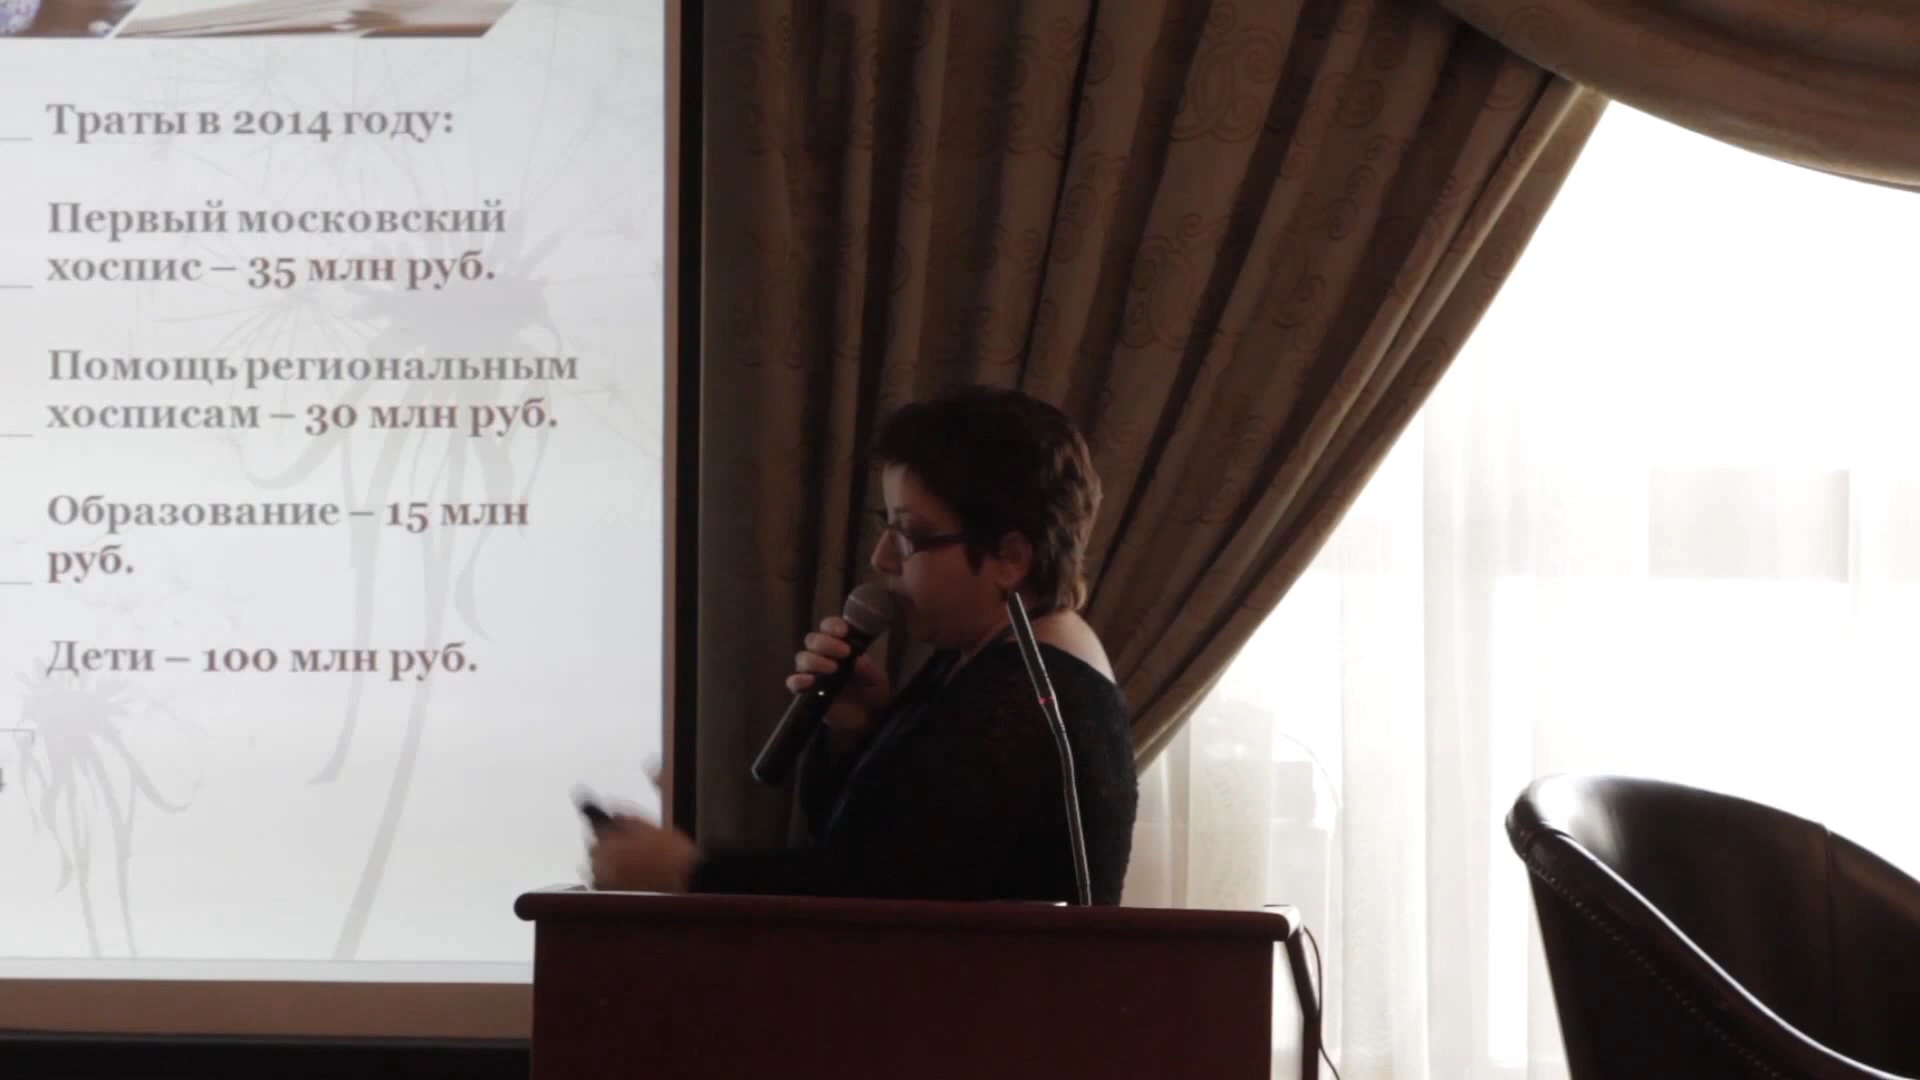 Траты в 2014 году:
Первый московский
хоспис – 35 млн руб.
Помощь региональным
хосписам – 30 млн руб.
Образование – 15 млн
руб.
Дети – 100 млн руб.
4